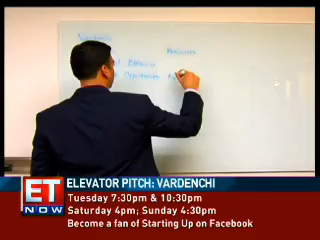 ET
NOW
ELEVATOR PITCH: VARDENCHI
Tuesday 7:30pm & 10:30pm
Saturday 4pm; Sunday 4:30pm
Become a fan of Starting Up on Facebook